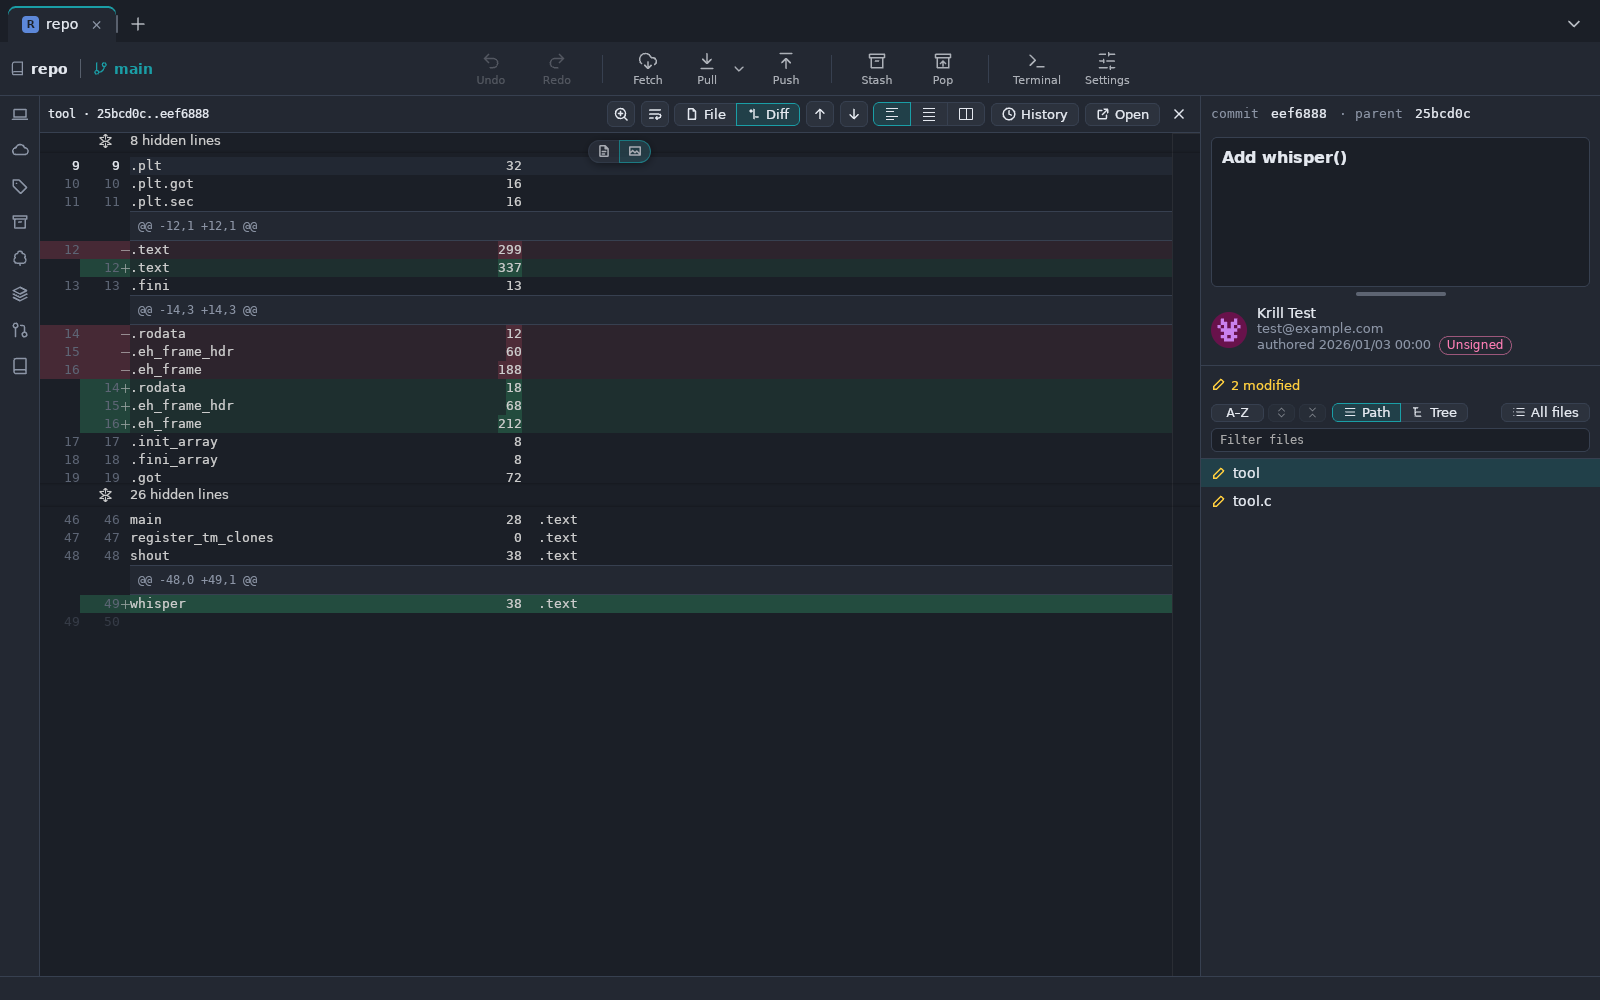 R repo
repo main
Undo Redo Fetch Pull Push Stash Pop Terminal Settings
tool · 25bcd0c..eef6888 File Diff History Open
8 hidden lines
9 9 .plt 32
10 10 .plt.got 16
11 11 .plt.sec 16
@@ -12,1 +12,1 @@
12 –.text 299
12+.text 337
13 13 .fini 13
@@ -14,3 +14,3 @@
14 –.rodata 12
15 –.eh_frame_hdr 60
16 –.eh_frame 188
14+.rodata 18
15+.eh_frame_hdr 68
16+.eh_frame 212
17 17 .init_array 8
18 18 .fini_array 8
19 19 .got 72
26 hidden lines
46 46 main 28 .text
47 47 register_tm_clones 0 .text
48 48 shout 38 .text
@@ -48,0 +49,1 @@
49+whisper 38 .text
49 50
commit eef6888 · parent 25bcd0c
Add whisper()
Krill Test
test@example.com
authored 2026/01/03 00:00 Unsigned
2 modified
A-Z Path Tree All files
Filter files
tool
tool.c